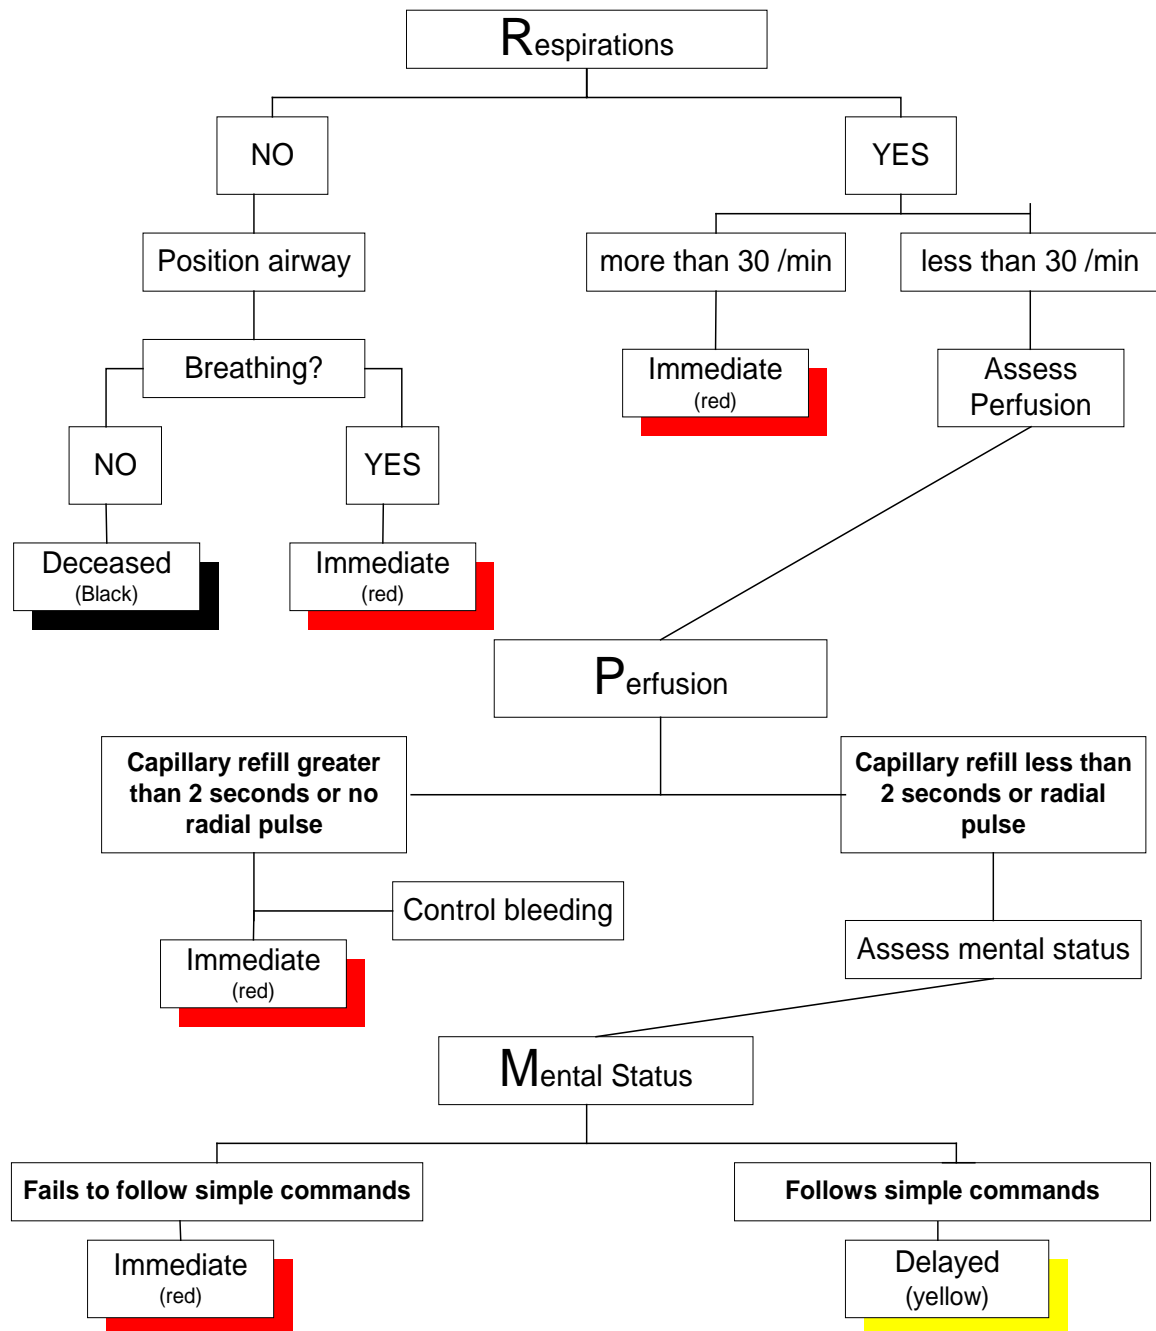 Respirations
NO
YES
Position airway
more than 30 /min
less than 30 /min
Breathing?
Immediate
(red)
Assess
Perfusion
NO
YES
Deceased
(Black)
Immediate
(red)
Perfusion
Capillary refill greater
than 2 seconds or no
radial pulse
Capillary refill less than
2 seconds or radial
pulse
Control bleeding
Immediate
(red)
Assess mental status
Mental Status
Fails to follow simple commands
Follows simple commands
Immediate
(red)
Delayed
(yellow)